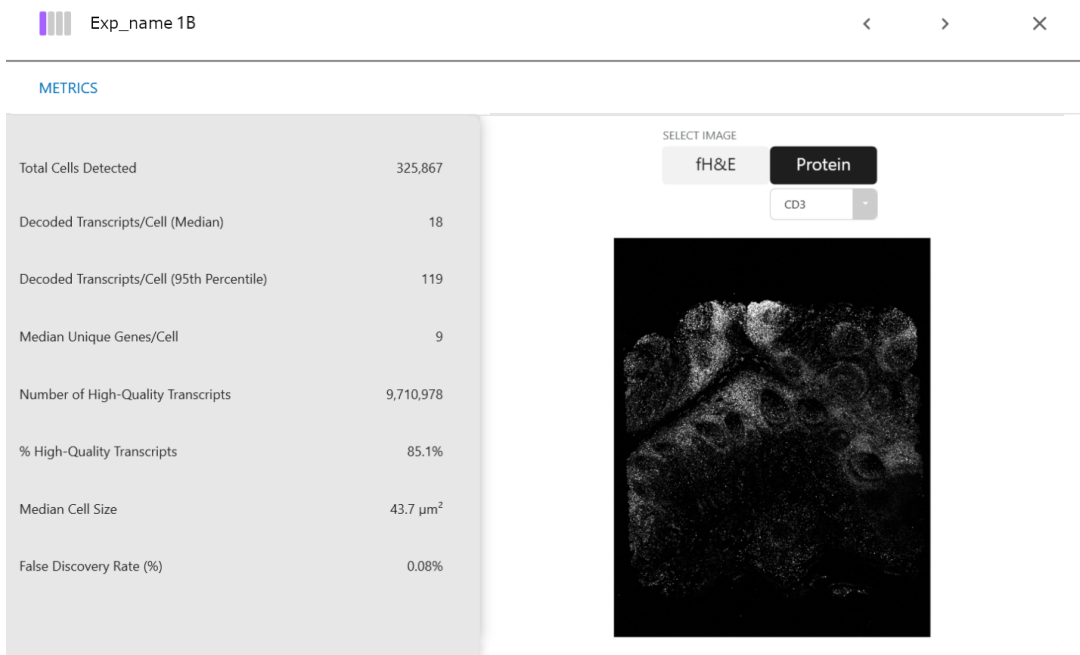 Exp_name 1B
METRICS
Total Cells Detected 325,867
Decoded Transcripts/Cell (Median) 18
Decoded Transcripts/Cell (95th Percentile) 119
Median Unique Genes/Cell 9
Number of High-Quality Transcripts 9,710,978
% High-Quality Transcripts 85.1%
Median Cell Size 43.7 µm²
False Discovery Rate (%) 0.08%
SELECT IMAGE
fH&E Protein
CD3